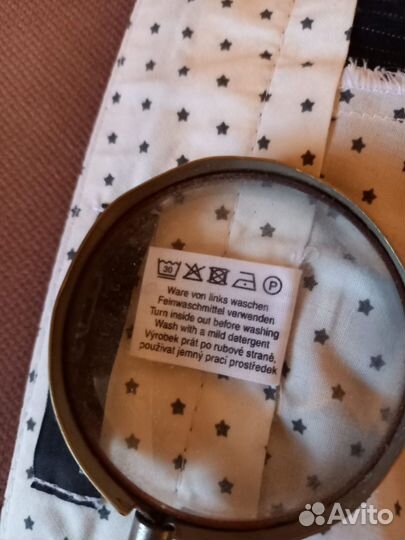 30 P
Ware von links waschen
Feinwaschmittel verwenden
Turn inside out before washing
Wash with a mild detergent
Výrobek prát po rubové straně,
používat jemný prací prostředek
Avito